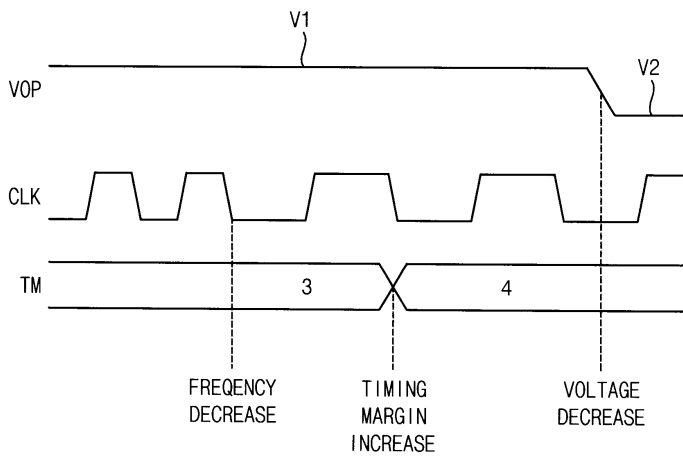 V1
VOP
V2
CLK
TM
3
4
FREQENCY
DECREASE
TIMING
MARGIN
INCREASE
VOLTAGE
DECREASE